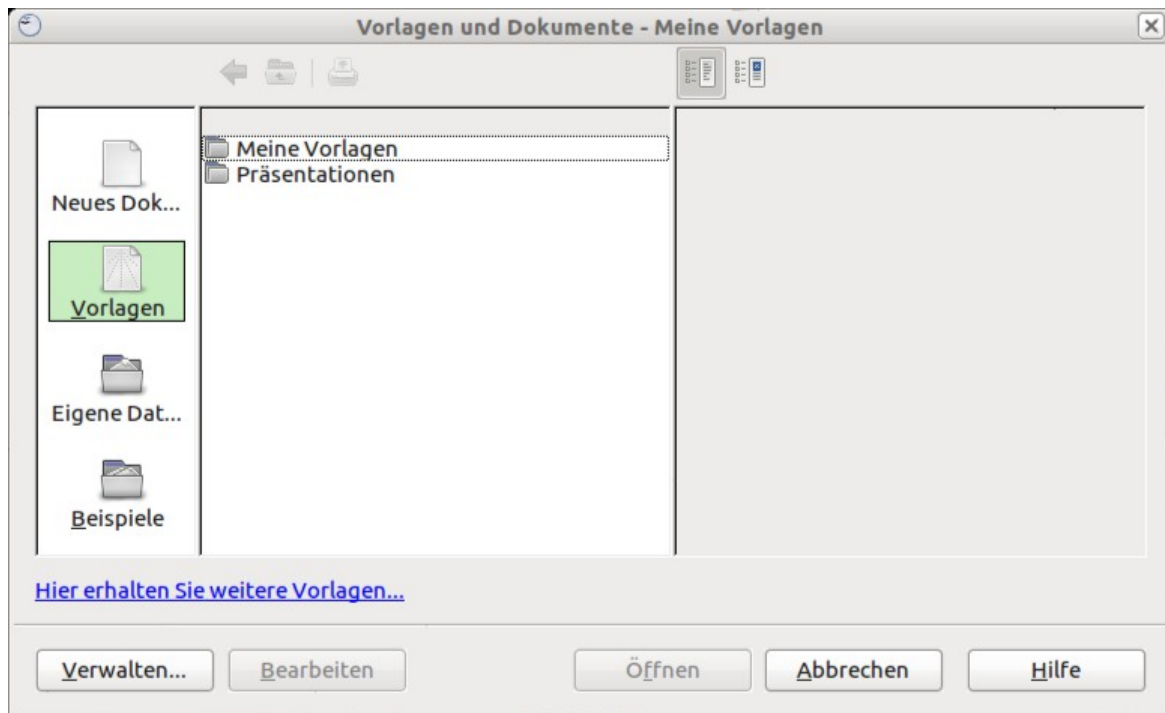 Vorlagen und Dokumente - Meine Vorlagen
Neues Dok...
Vorlagen
Eigene Dat...
Beispiele
Meine Vorlagen
Präsentationen
Hier erhalten Sie weitere Vorlagen...
Verwalten... Bearbeiten Öffnen Abbrechen Hilfe